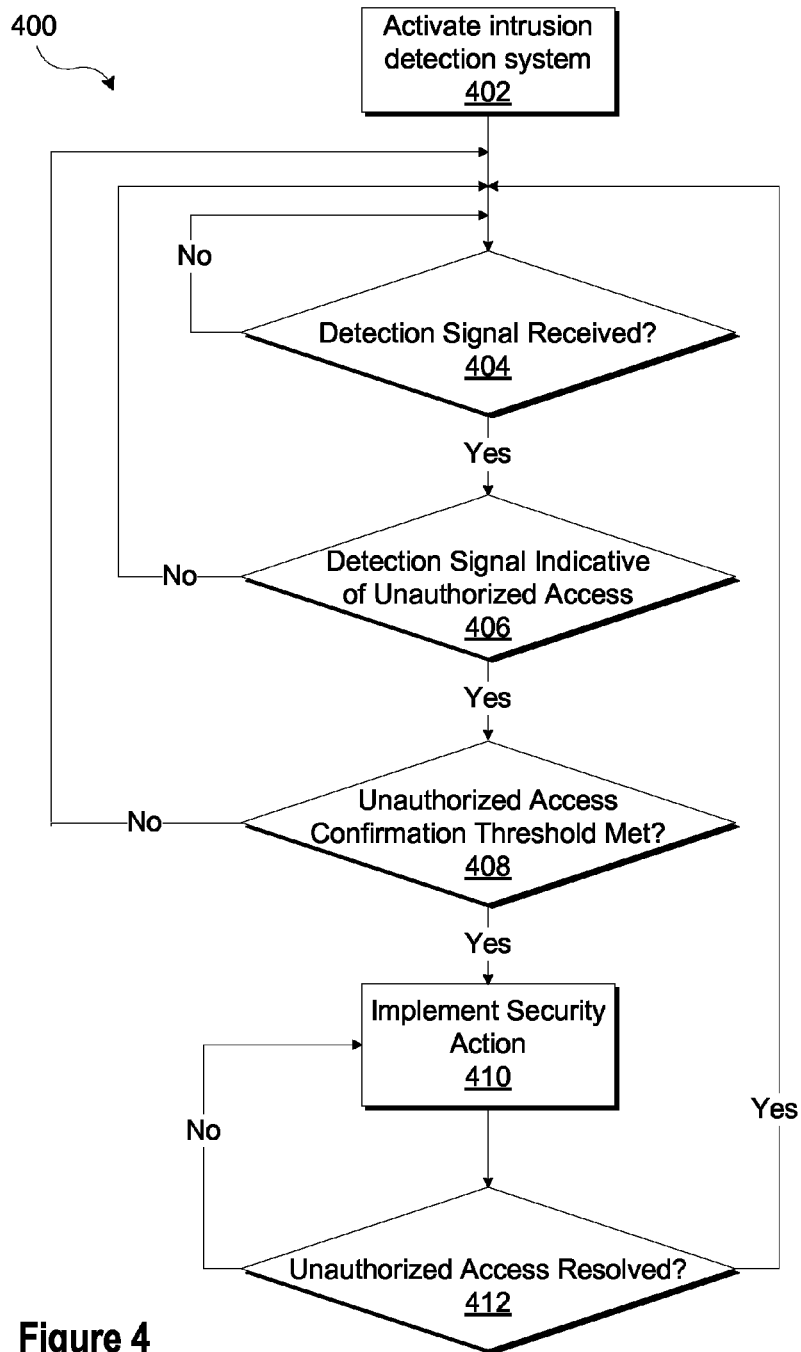 400
Activate intrusion
detection system
402
No
Detection Signal Received?
404
Yes
No
Detection Signal Indicative
of Unauthorized Access
406
Yes
No
Unauthorized Access
Confirmation Threshold Met?
408
Yes
Implement Security
Action
410
No
Yes
Unauthorized Access Resolved?
412
Figure 4